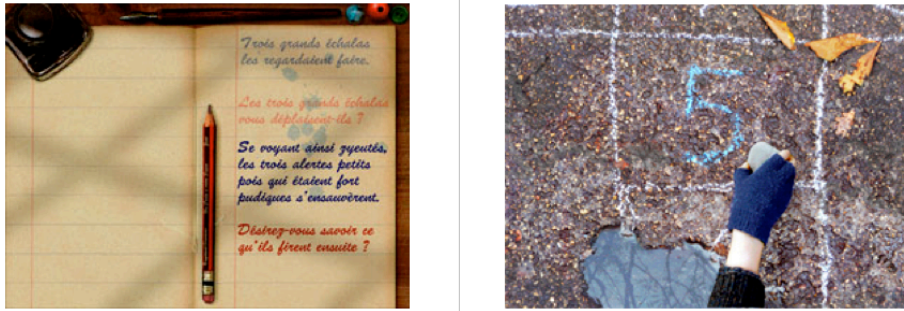 Trois grands échalas
les regardaient faire.
Les trois grands échalas
vous déplaisent-ils ?
Se voyant ainsi zyeutés,
les trois alertes petits
pois qui étaient fort
pudiques s'ensauvèrent.
Désirez-vous savoir ce
qu'ils firent ensuite ?
5